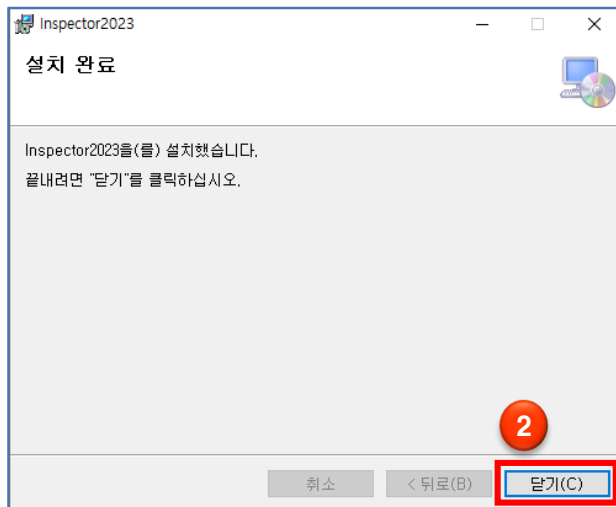 Inspector2023
설치 완료
Inspector2023을(를) 설치했습니다.
끝내려면 "닫기"를 클릭하십시오.
2
취소
< 뒤로(B)
닫기(C)